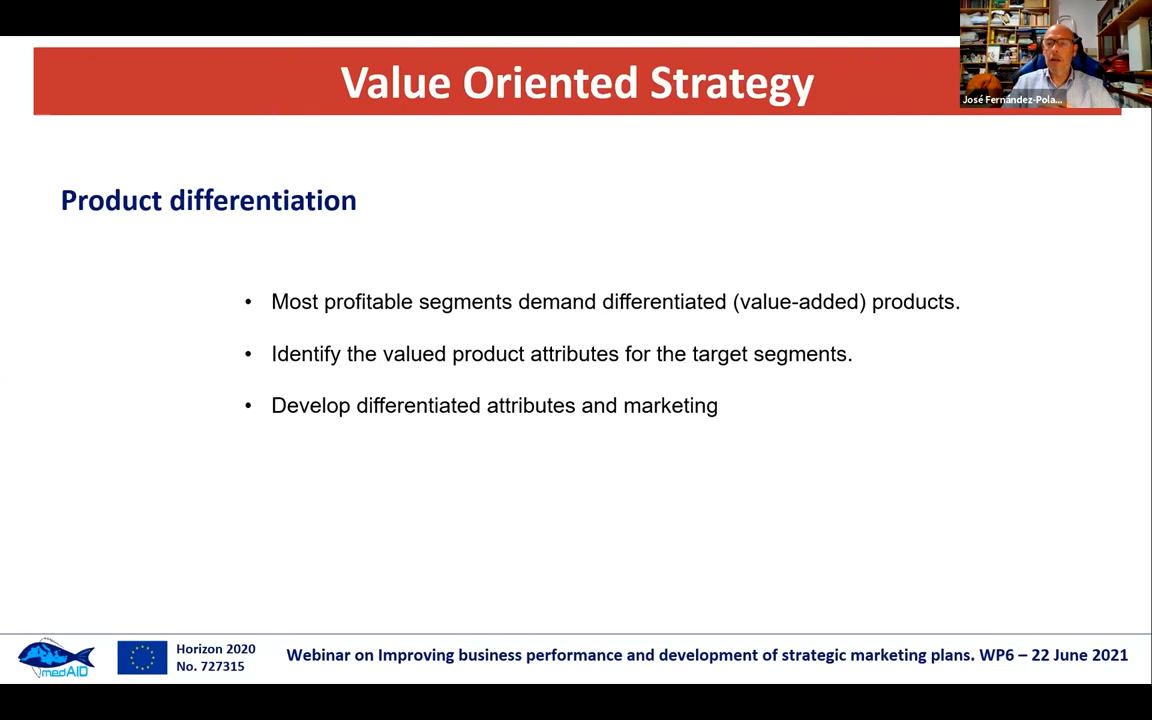 Value Oriented Strategy
José Fernández-Pola...
Product differentiation
• Most profitable segments demand differentiated (value-added) products.
• Identify the valued product attributes for the target segments.
• Develop differentiated attributes and marketing
medAID
Horizon 2020
No. 727315
Webinar on Improving business performance and development of strategic marketing plans. WP6 – 22 June 2021